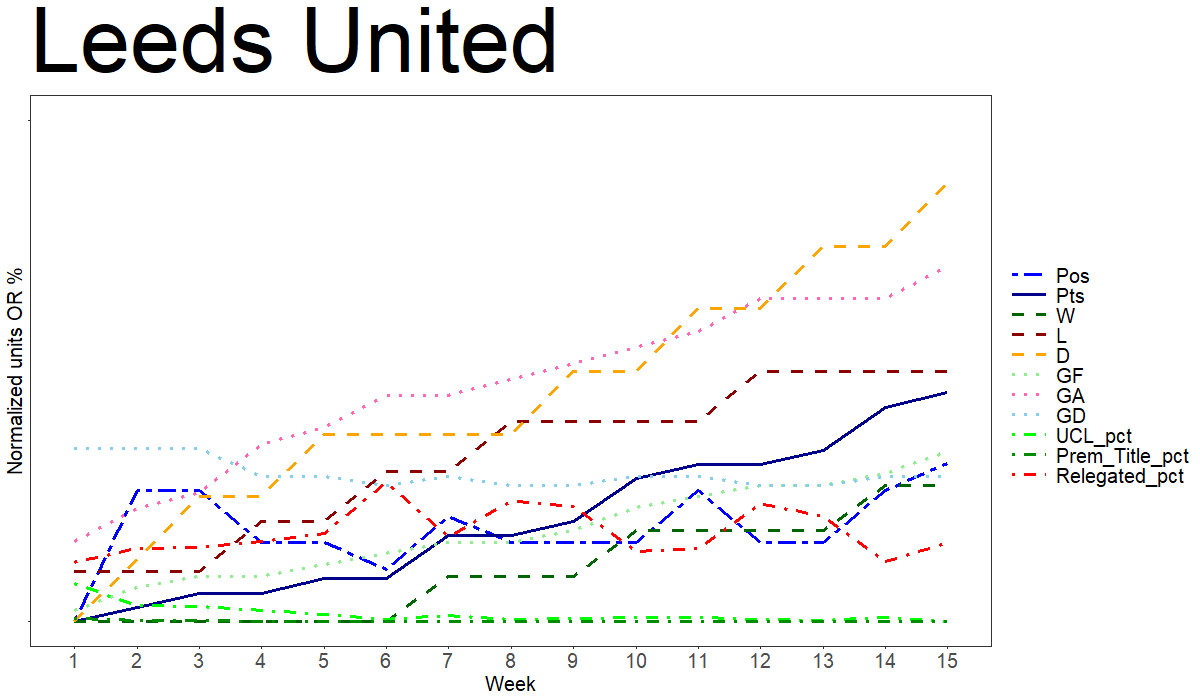 Leeds United
Normalized units OR %
1 2 3 4 5 6 7 8 9 10 11 12 13 14 15
Week
Pos
Pts
W
L
D
GF
GA
GD
UCL_pct
Prem_Title_pct
Relegated_pct